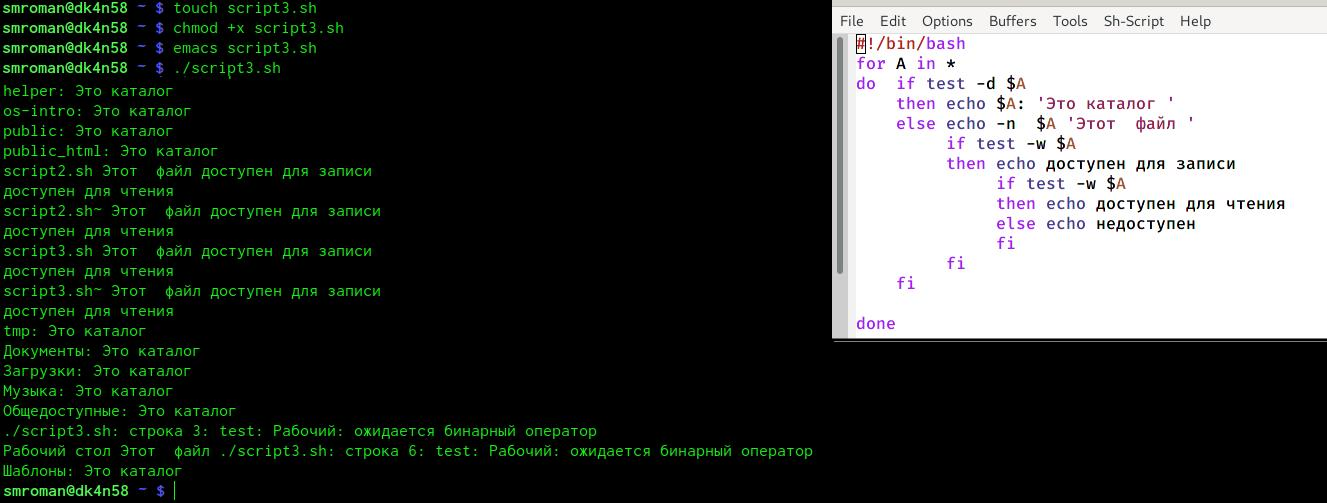 smroman@dk4n58 ~ $ touch script3.sh
smroman@dk4n58 ~ $ chmod +x script3.sh
smroman@dk4n58 ~ $ emacs script3.sh
smroman@dk4n58 ~ $ ./script3.sh
helper: Это каталог
os-intro: Это каталог
public: Это каталог
public_html: Это каталог
script2.sh Этот  файл доступен для записи
доступен для чтения
script2.sh~ Этот  файл доступен для записи
доступен для чтения
script3.sh Этот  файл доступен для записи
доступен для чтения
script3.sh~ Этот  файл доступен для записи
доступен для чтения
tmp: Это каталог
Документы: Это каталог
Загрузки: Это каталог
Музыка: Это каталог
Общедоступные: Это каталог
./script3.sh: строка 3: test: Рабочий: ожидается бинарный оператор
Рабочий стол Этот  файл ./script3.sh: строка 6: test: Рабочий: ожидается бинарный оператор
Шаблоны: Это каталог
smroman@dk4n58 ~ $
File Edit Options Buffers Tools Sh-Script Help
#!/bin/bash
for A in *
do  if test -d $A
    then echo $A: 'Это каталог '
    else echo -n  $A 'Этот  файл '
         if test -w $A
         then echo доступен для записи
              if test -w $A
              then echo доступен для чтения
              else echo недоступен
              fi
         fi
    fi
done